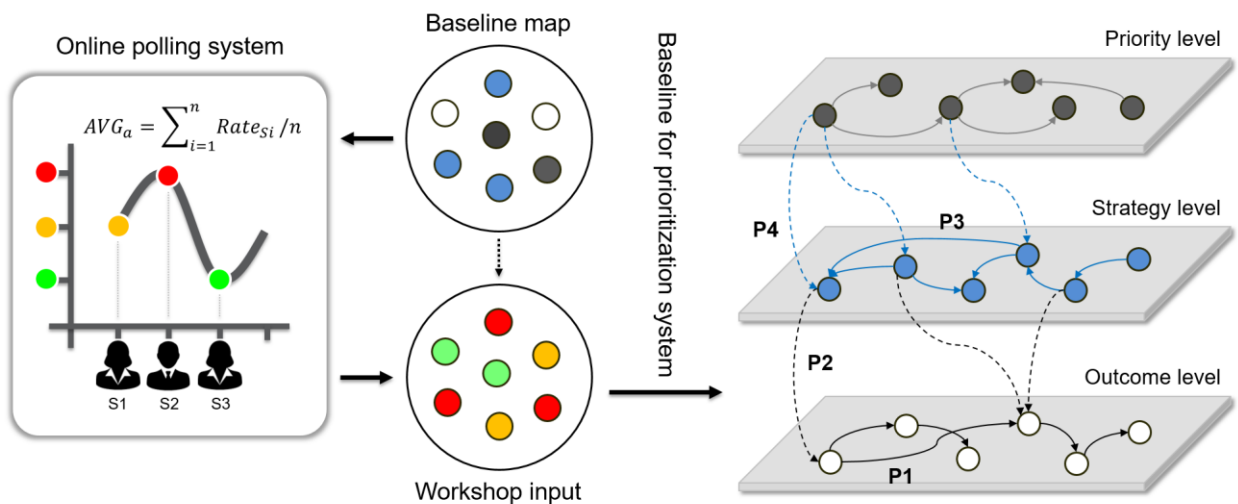 Online polling system
AVG_a = ∑_{i=1}^{n} Rate_{Si} /n
S1
S2
S3
Baseline map
Workshop input
Baseline for prioritization system
Priority level
P4
P3
Strategy level
P2
Outcome level
P1